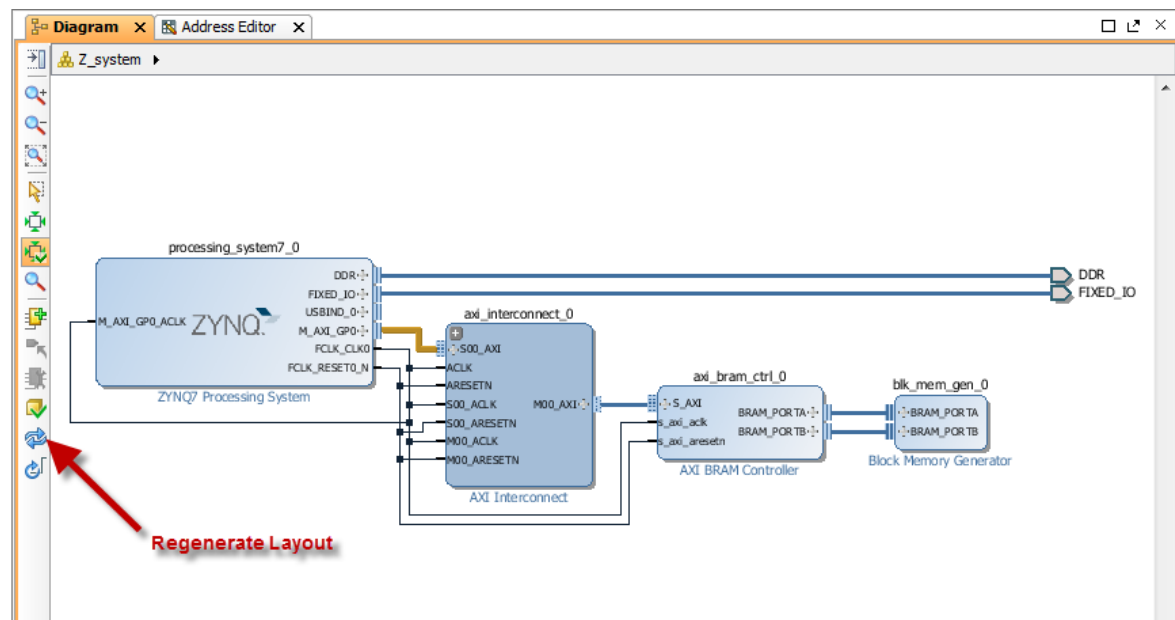 Diagram
Address Editor
Z_system
processing_system7_0
DDR
FIXED_IO
USBIND_0
M_AXI_GP0
FCLK_CLK0
FCLK_RESET0_N
M_AXI_GP0_ACLK
ZYNQ
ZYNQ7 Processing System
axi_interconnect_0
S00_AXI
ACLK
ARESETN
S00_ACLK
S00_ARESETN
M00_ACLK
M00_ARESETN
M00_AXI
AXI Interconnect
axi_bram_ctrl_0
S_AXI
s_axi_aclk
s_axi_aresetn
BRAM_PORTA
BRAM_PORTB
AXI BRAM Controller
blk_mem_gen_0
BRAM_PORTA
BRAM_PORTB
Block Memory Generator
DDR
FIXED_IO
Regenerate Layout